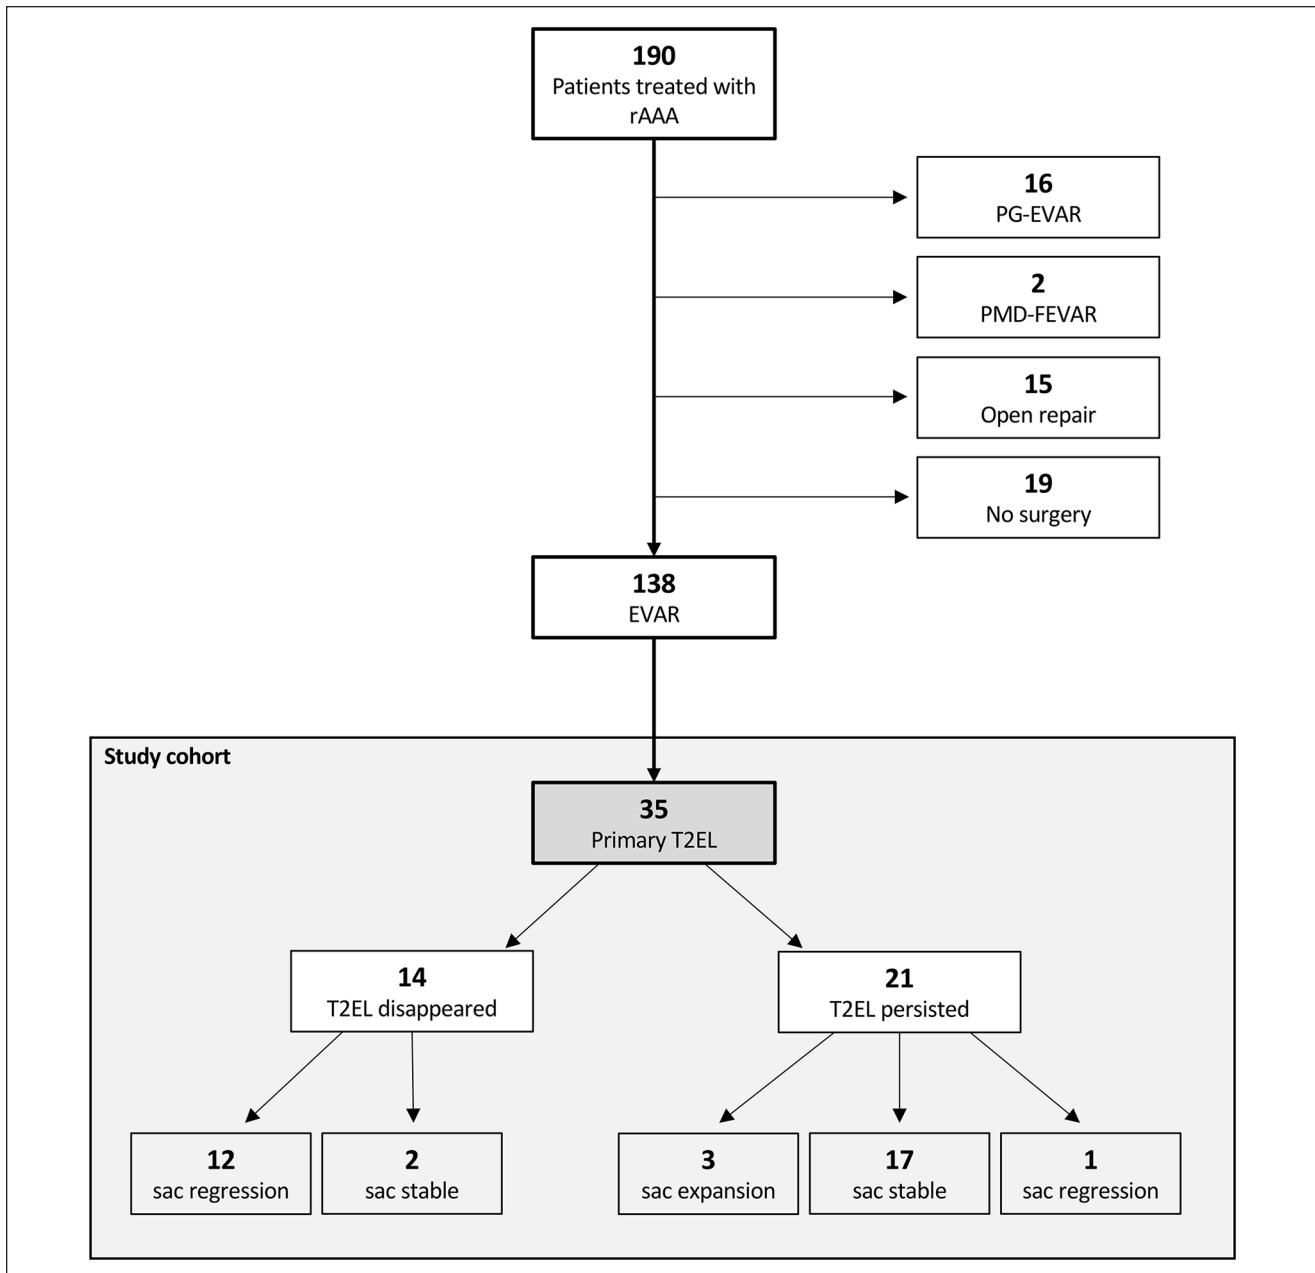 190
Patients treated with
rAAA
16
PG-EVAR
2
PMD-FEVAR
15
Open repair
19
No surgery
138
EVAR
Study cohort
35
Primary T2EL
14
T2EL disappeared
21
T2EL persisted
12
sac regression
2
sac stable
3
sac expansion
17
sac stable
1
sac regression